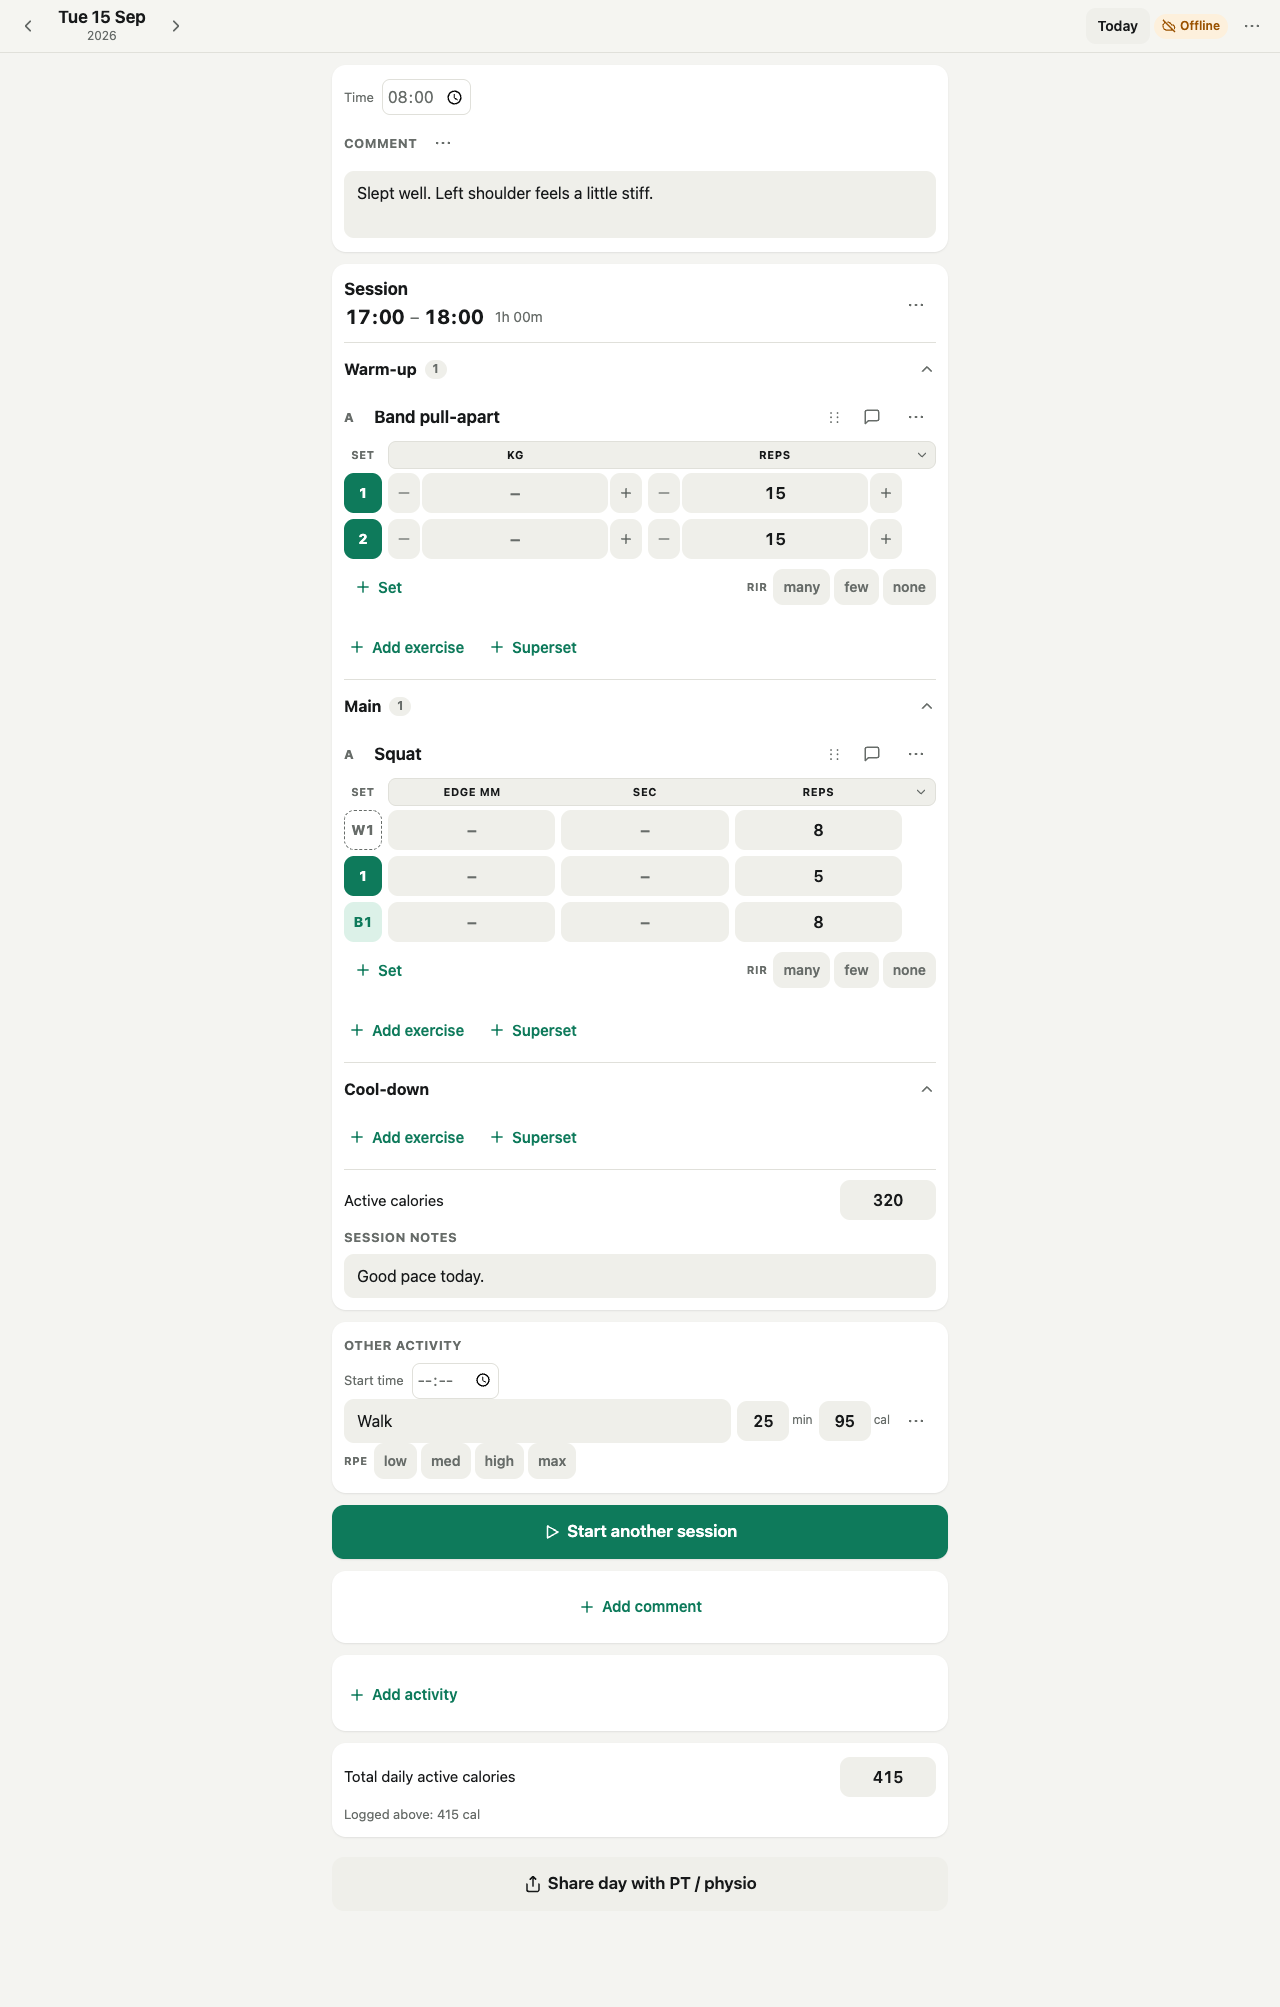 Tue 15 Sep
2026
Today
Offline
Time 08:00
COMMENT
Slept well. Left shoulder feels a little stiff.
Session
17:00 – 18:00 1h 00m
Warm-up 1
A Band pull-apart
SET KG REPS
1 – 15
2 – 15
+ Set RIR many few none
+ Add exercise + Superset
Main 1
A Squat
SET EDGE MM SEC REPS
W1 – – 8
1 – – 5
B1 – – 8
+ Set RIR many few none
+ Add exercise + Superset
Cool-down
+ Add exercise + Superset
Active calories 320
SESSION NOTES
Good pace today.
OTHER ACTIVITY
Start time --:--
Walk 25 min 95 cal
RPE low med high max
Start another session
+ Add comment
+ Add activity
Total daily active calories 415
Logged above: 415 cal
Share day with PT / physio